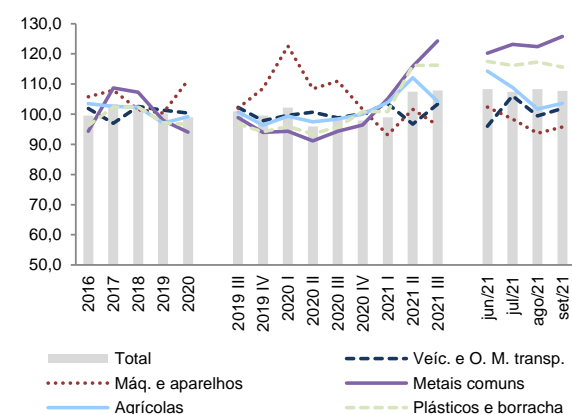 130,0
120,0
110,0
100,0
90,0
80,0
70,0
60,0
50,0
2016
2017
2018
2019
2020
2019 III
2019 IV
2020 I
2020 II
2020 III
2020 IV
2021 I
2021 II
2021 III
jun/21
jul/21
ago/21
set/21
Total
Veíc. e O. M. transp.
Máq. e aparelhos
Metais comuns
Agrícolas
Plásticos e borracha